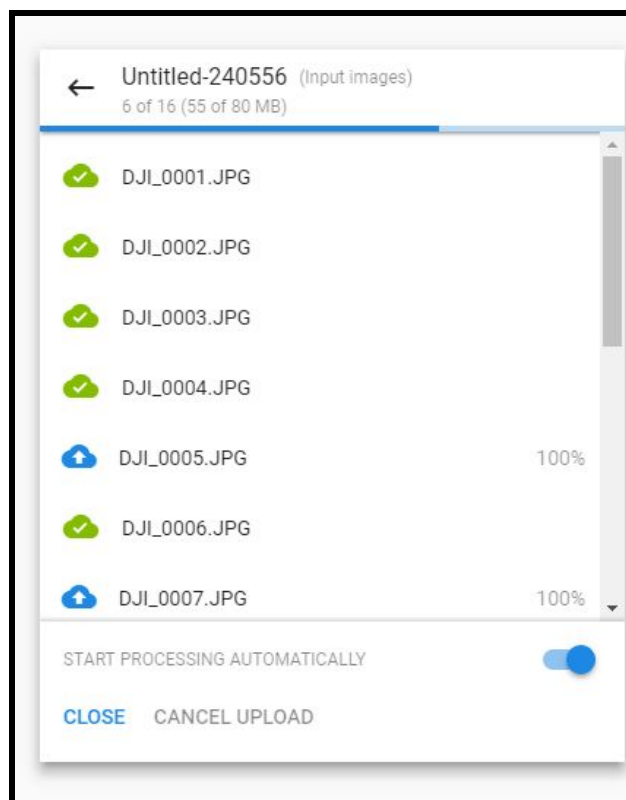 Untitled-240556 (Input images)
6 of 16 (55 of 80 MB)
DJI_0001.JPG
DJI_0002.JPG
DJI_0003.JPG
DJI_0004.JPG
DJI_0005.JPG 100%
DJI_0006.JPG
DJI_0007.JPG 100%
START PROCESSING AUTOMATICALLY
CLOSE CANCEL UPLOAD